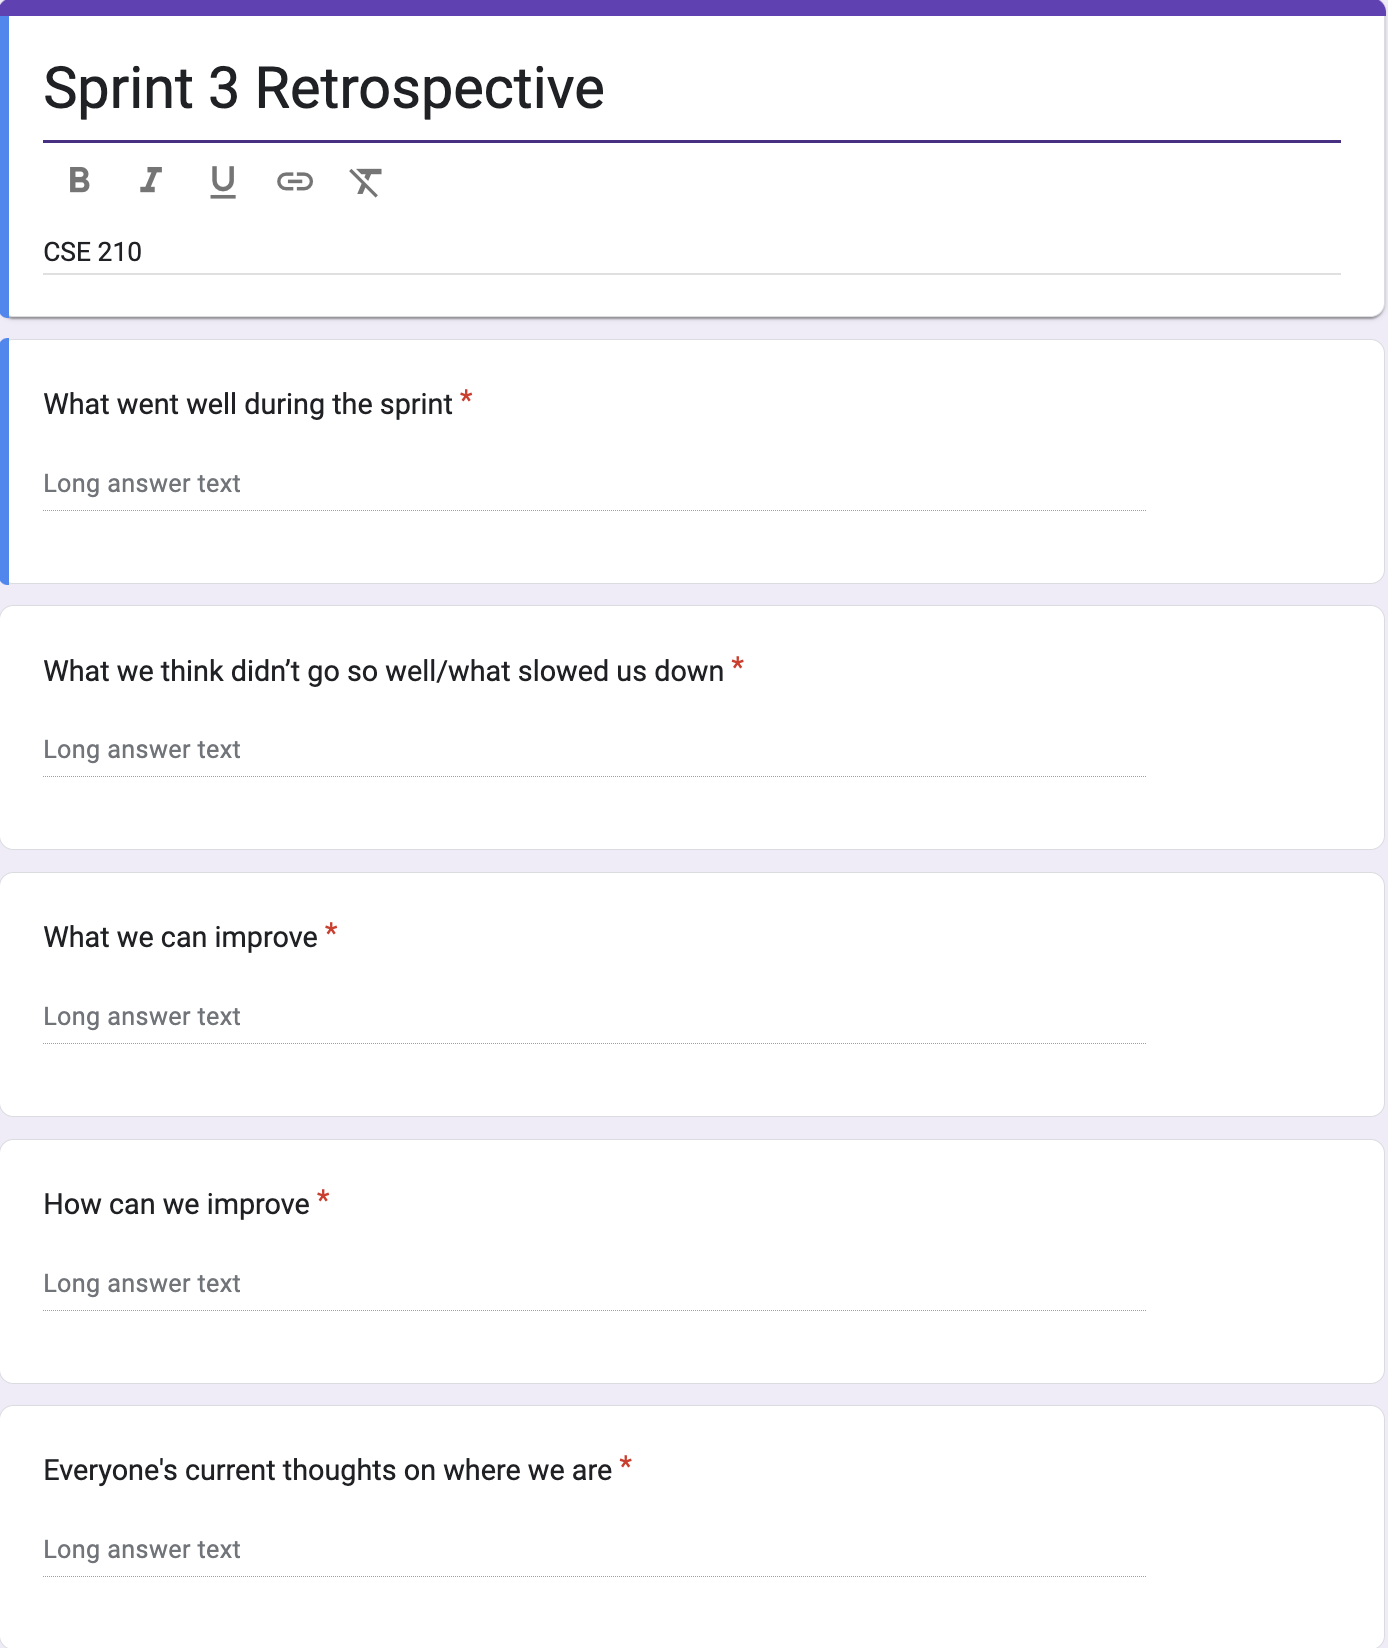 Sprint 3 Retrospective
B I U
CSE 210
What went well during the sprint *
Long answer text
What we think didn’t go so well/what slowed us down *
Long answer text
What we can improve *
Long answer text
How can we improve *
Long answer text
Everyone's current thoughts on where we are *
Long answer text